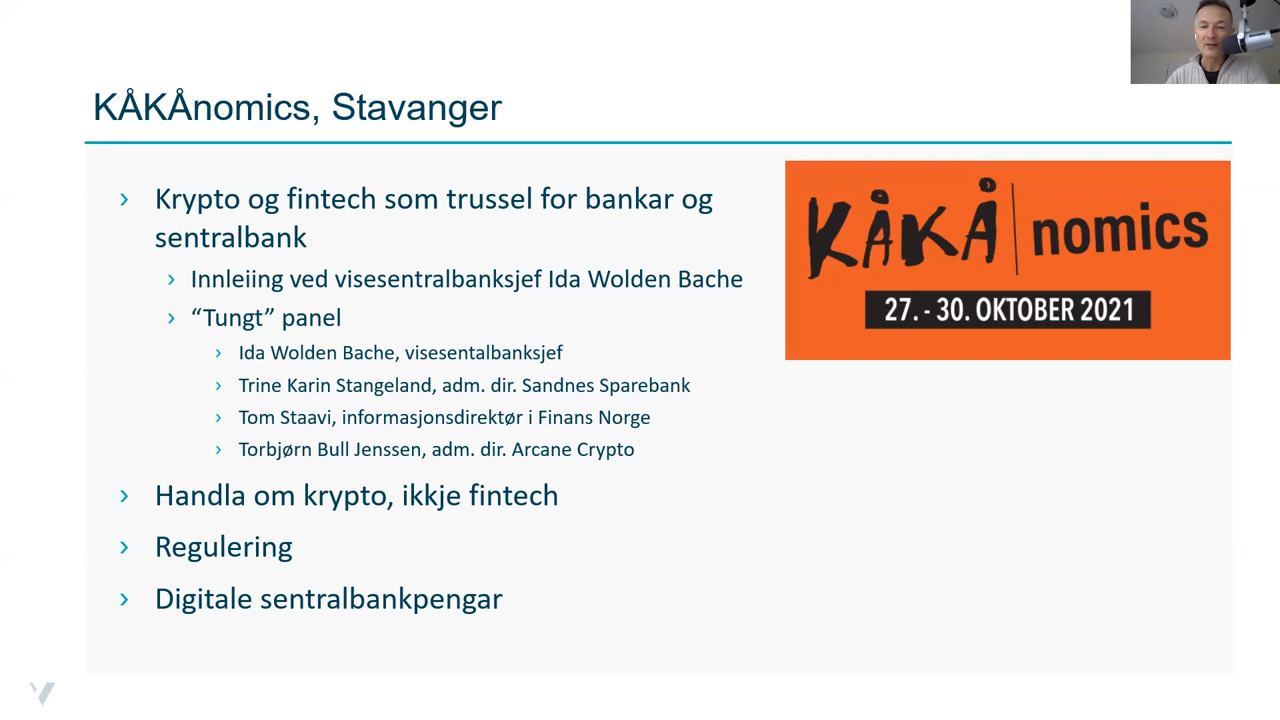 KÅKÅnomics, Stavanger
Krypto og fintech som trussel for bankar og
sentralbank
Innleiing ved visesentralbanksjef Ida Wolden Bache
“Tungt” panel
Ida Wolden Bache, visesentalbanksjef
Trine Karin Stangeland, adm. dir. Sandnes Sparebank
Tom Staavi, informasjonsdirektør i Finans Norge
Torbjørn Bull Jenssen, adm. dir. Arcane Crypto
Handla om krypto, ikkje fintech
Regulering
Digitale sentralbankpengar
KÅKÅ nomics
27. - 30. OKTOBER 2021